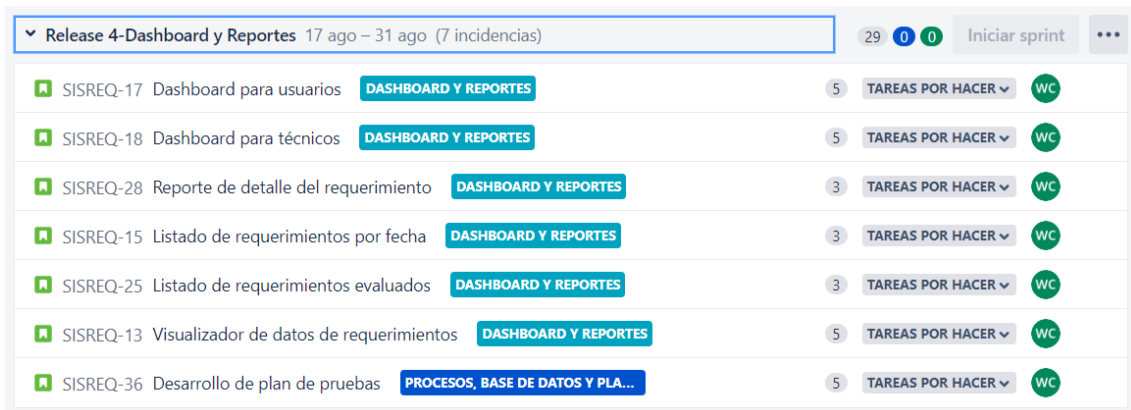 Release 4-Dashboard y Reportes 17 ago – 31 ago (7 incidencias) 29 0 0 Iniciar sprint
SISREQ-17 Dashboard para usuarios DASHBOARD Y REPORTES 5 TAREAS POR HACER WC
SISREQ-18 Dashboard para técnicos DASHBOARD Y REPORTES 5 TAREAS POR HACER WC
SISREQ-28 Reporte de detalle del requerimiento DASHBOARD Y REPORTES 3 TAREAS POR HACER WC
SISREQ-15 Listado de requerimientos por fecha DASHBOARD Y REPORTES 3 TAREAS POR HACER WC
SISREQ-25 Listado de requerimientos evaluados DASHBOARD Y REPORTES 3 TAREAS POR HACER WC
SISREQ-13 Visualizador de datos de requerimientos DASHBOARD Y REPORTES 5 TAREAS POR HACER WC
SISREQ-36 Desarrollo de plan de pruebas PROCESOS, BASE DE DATOS Y PLA... 5 TAREAS POR HACER WC